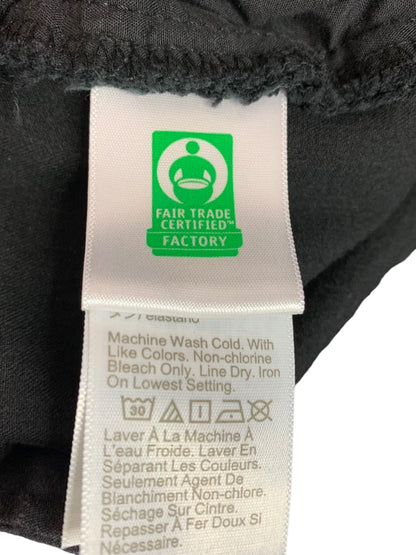 FAIR TRADE
CERTIFIED™
FACTORY
elastano
Machine Wash Cold. With
Like Colors. Non-chlorine
Bleach Only. Line Dry. Iron
On Lowest Setting.
30
Laver À La Machine À
L'eau Froide. Laver En
Séparant Les Couleurs.
Seulement Agent De
Blanchiment Non-chlore.
Séchage Sur Cintre.
Repasser À Fer Doux Si
Nécessaire